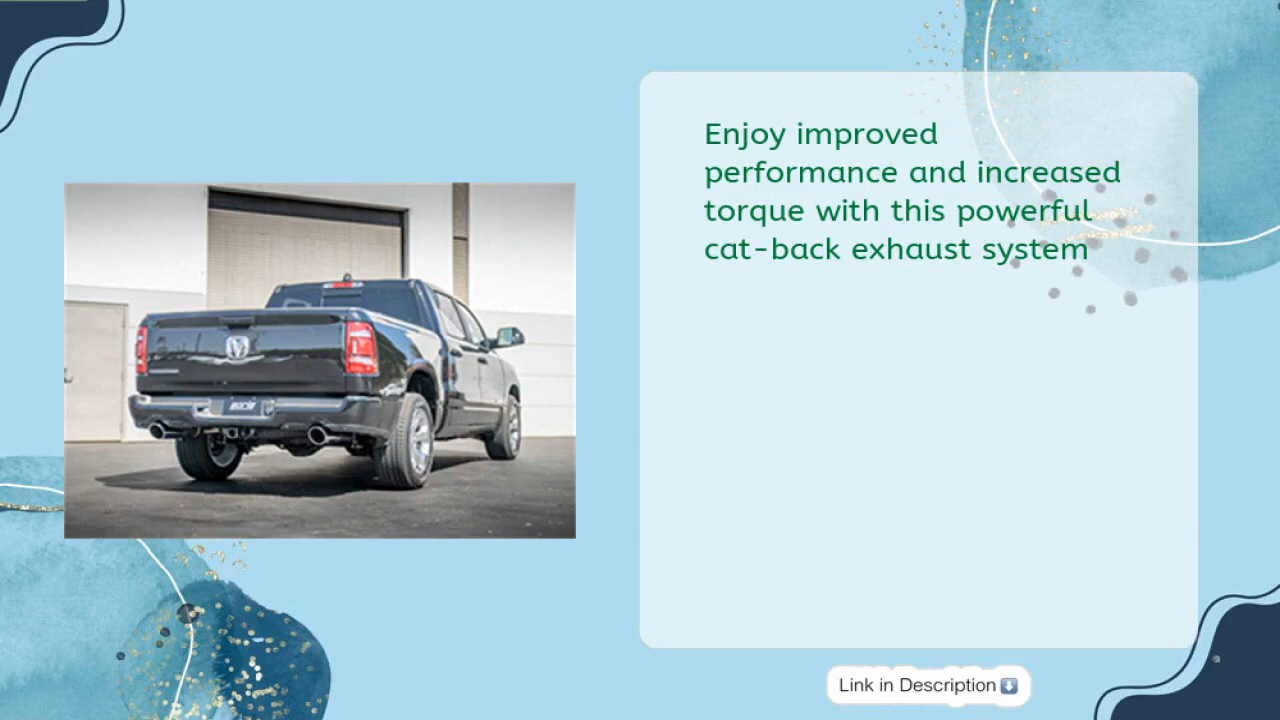 Enjoy improved
performance and increased
torque with this powerful
cat-back exhaust system
Link in Description